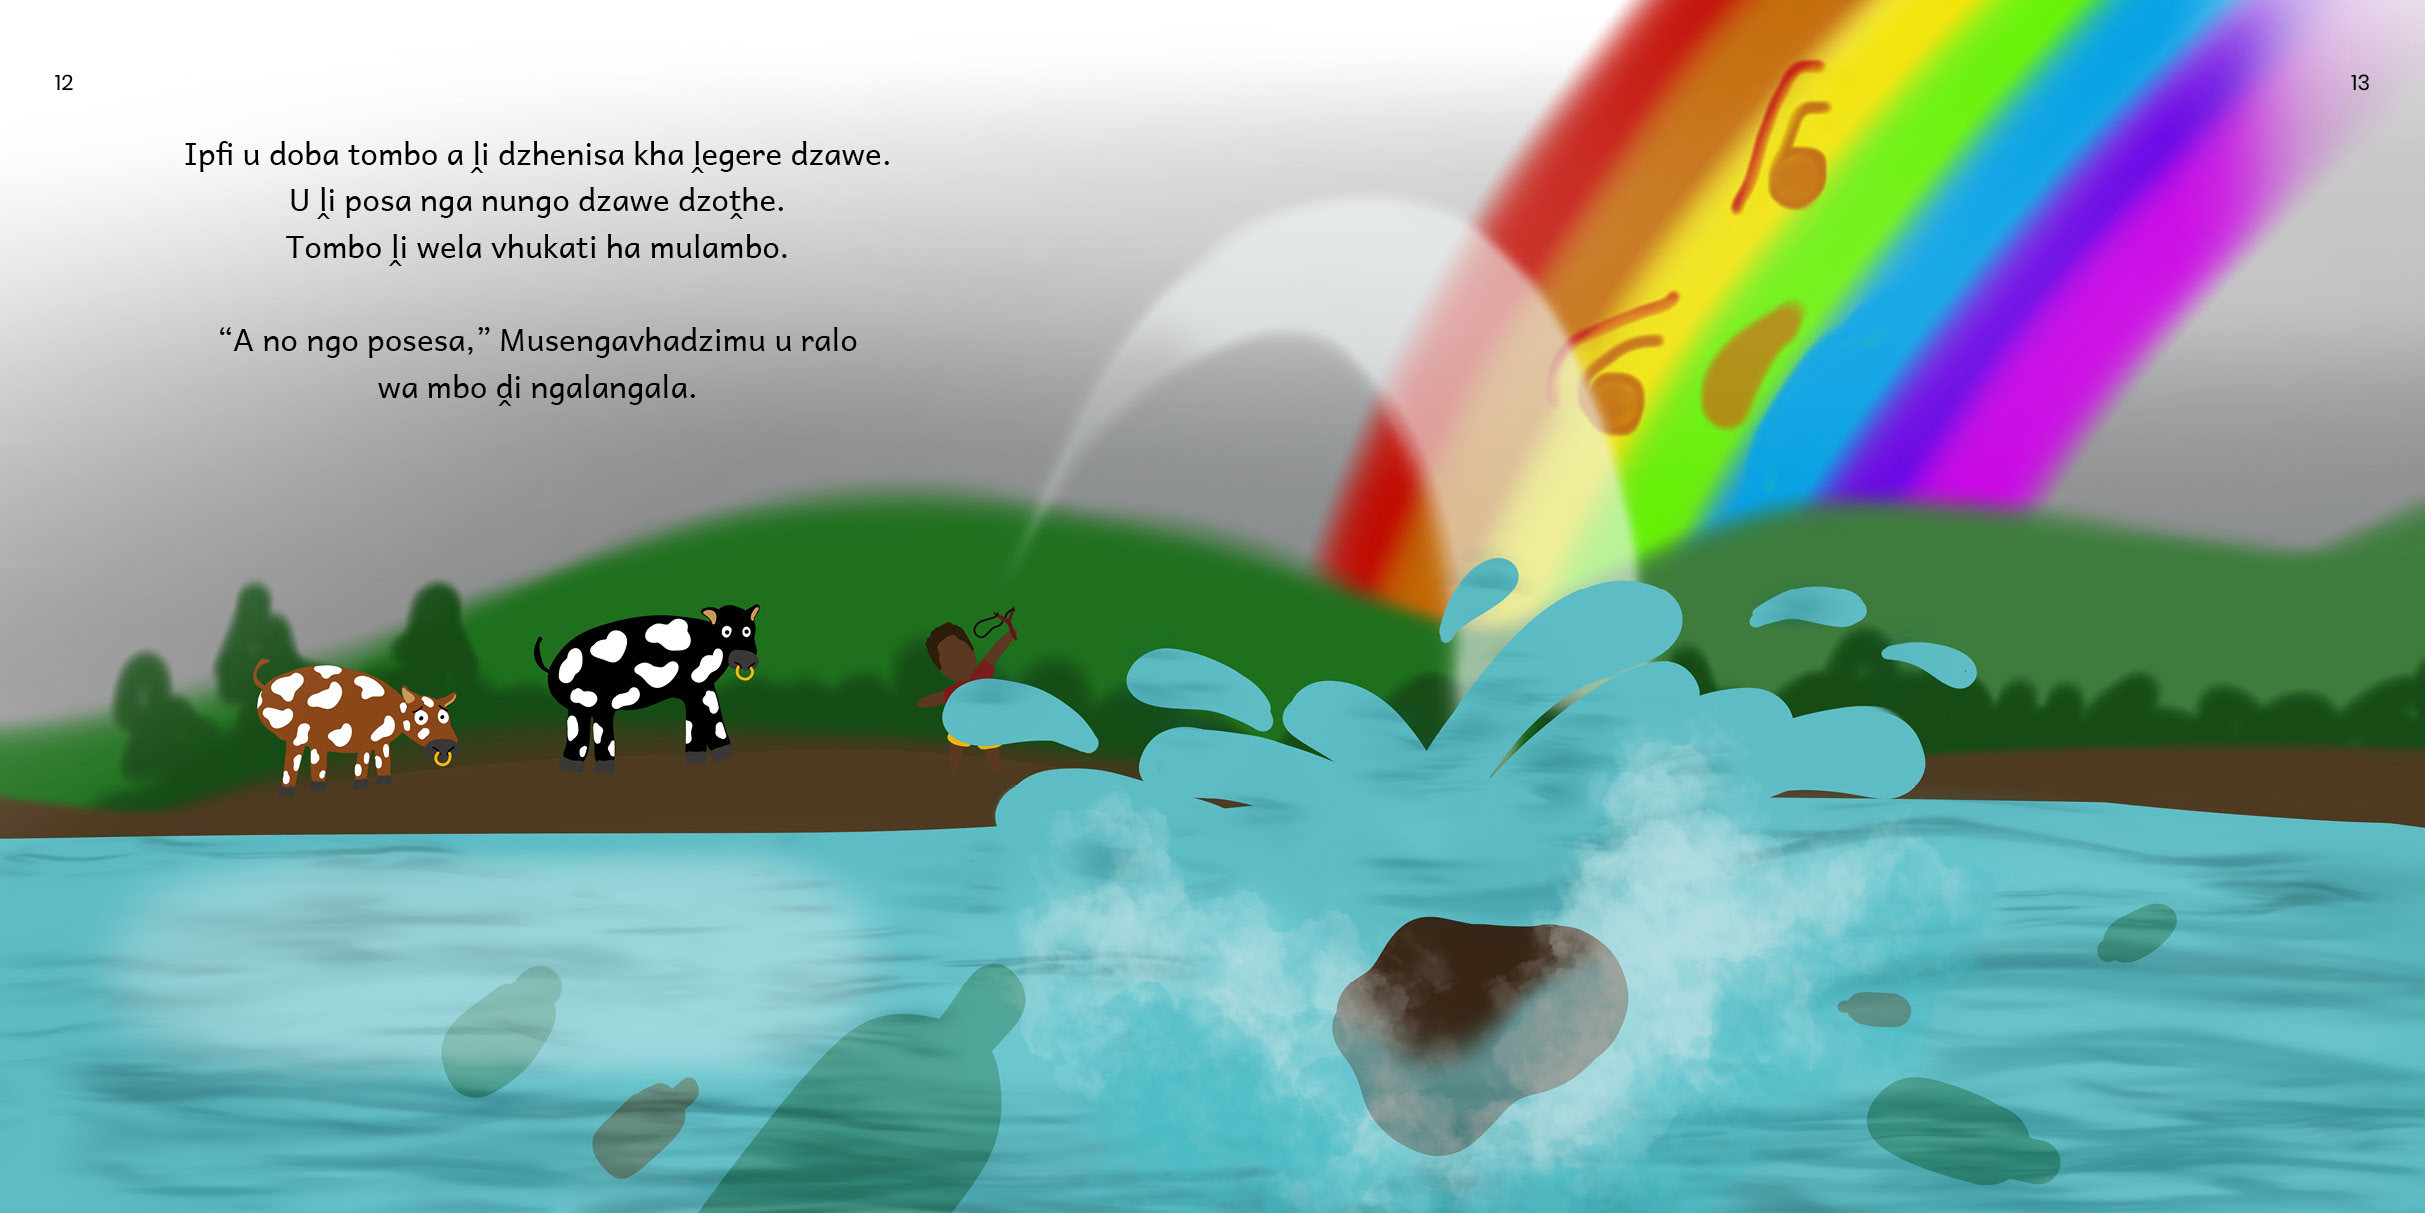 12
13
Ipfi u doba tombo a ḽi dzhenisa kha ḽegere dzawe.
U ḽi posa nga nungo dzawe dzoṱhe.
Tombo ḽi wela vhukati ha mulambo.
“A no ngo posesa,” Musengavhadzimu u ralo
wa mbo ḓi ngalangala.